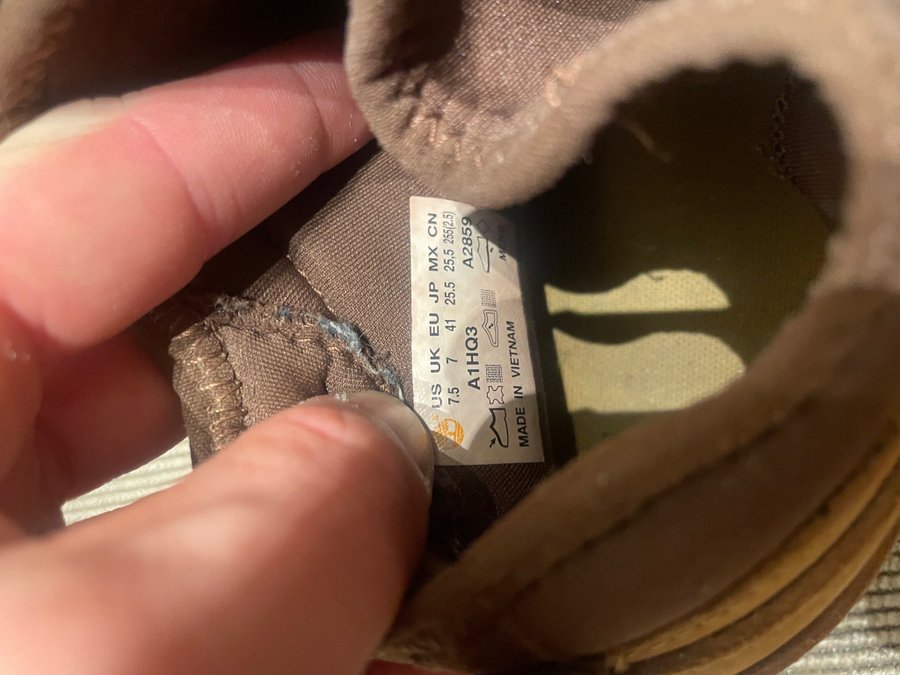 US UK EU JP MX CN
7.5 7 41 25.5 25,5 255(2.5)
A1HQ3 A2859
MADE IN VIETNAM